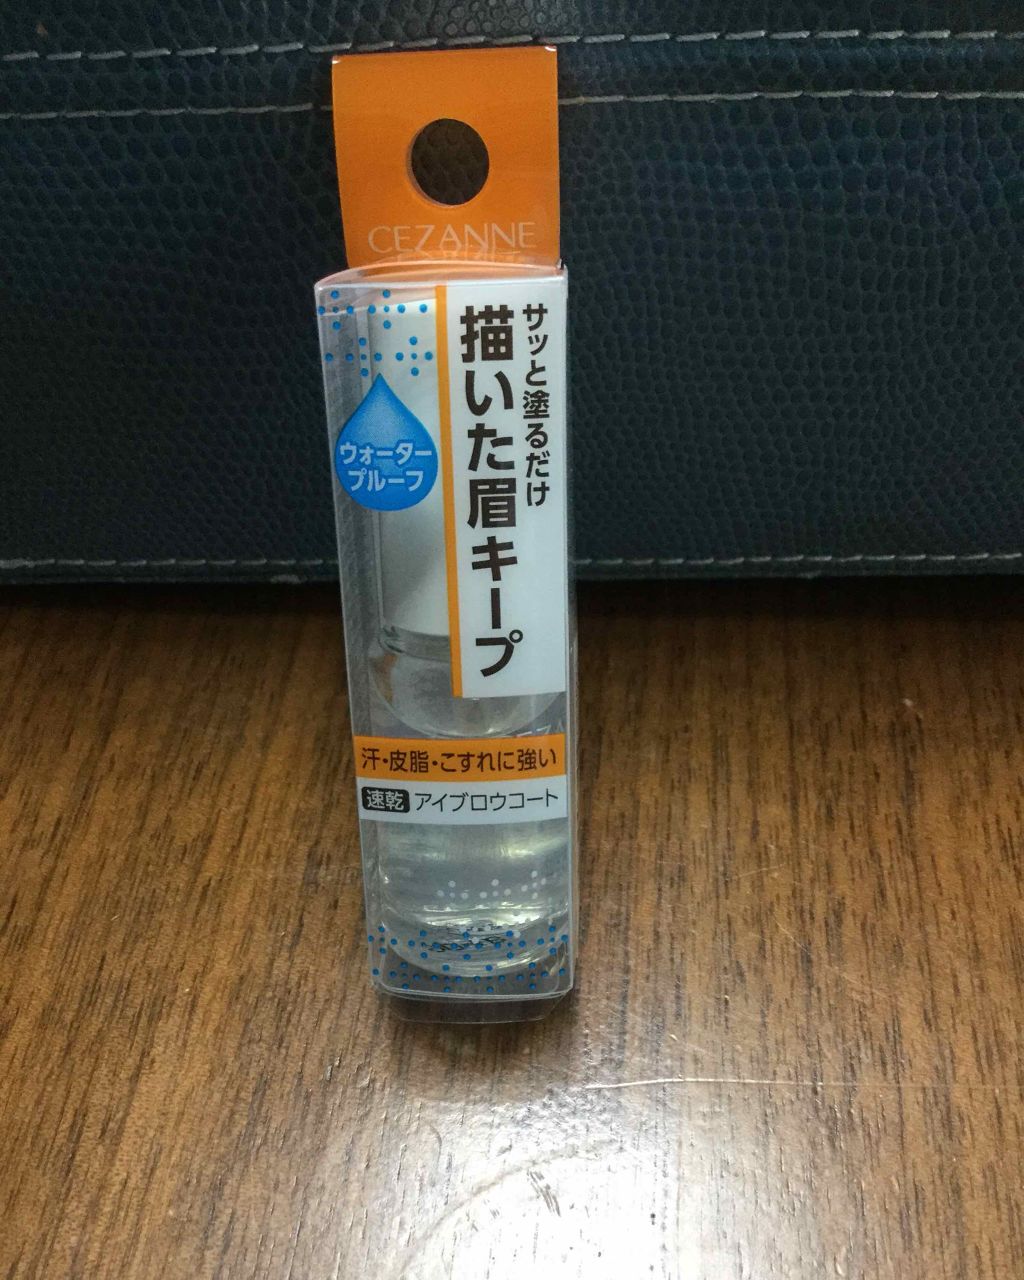 CEZANNE
サッと塗るだけ
描いた眉キープ
ウォーター
プルーフ
汗・皮脂・こすれに強い
速乾 アイブロウコート